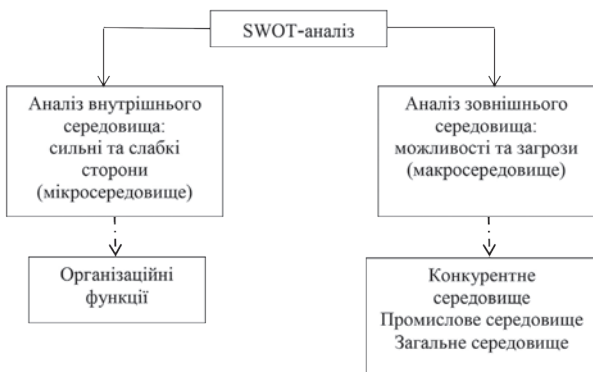 SWOT-аналіз
Аналіз внутрішнього
середовища:
сильні та слабкі
сторони
(мікросередовище)
Аналіз зовнішнього
середовища:
можливості та загрози
(макросередовище)
Організаційні
функції
Конкурентне
середовище
Промислове середовище
Загальне середовище